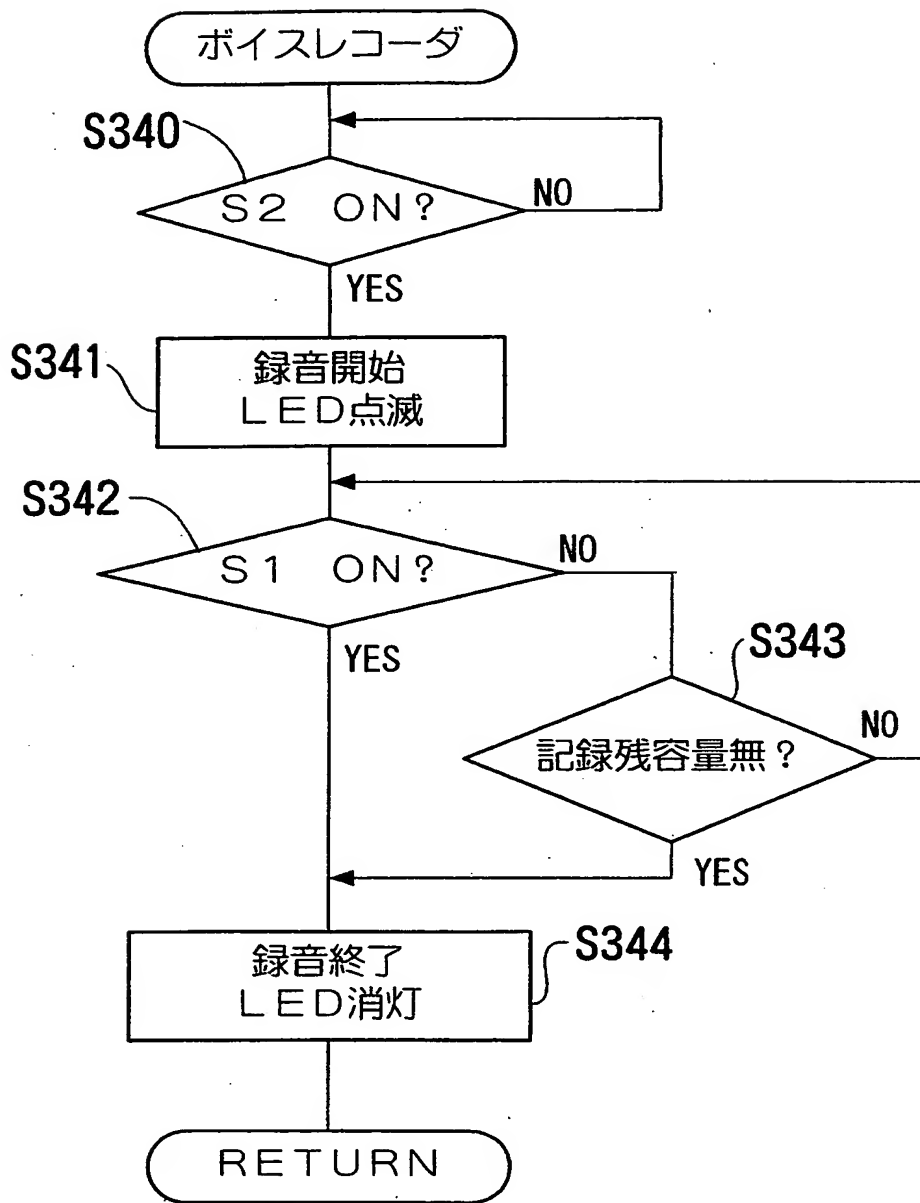 ボイスレコーダ
S340
S2 ON?
NO
YES
S341
録音開始
LED点滅
S342
S1 ON?
NO
YES
S343
記録残容量無?
NO
YES
録音終了
LED消灯
S344
RETURN